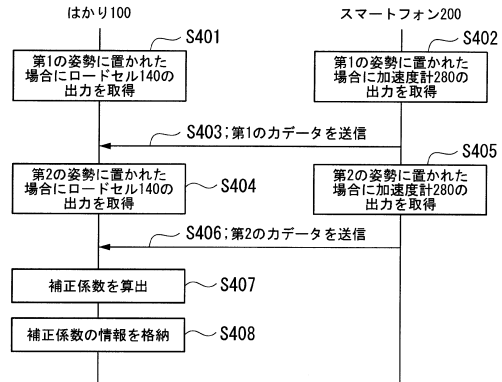 はかり100
スマートフォン200
S401
S402
第1の姿勢に置かれた
場合にロードセル140の
出力を取得
第1の姿勢に置かれた
場合に加速度計280の
出力を取得
S403;第1の力データを送信
S405
第2の姿勢に置かれた
場合にロードセル140の
出力を取得
S404
第2の姿勢に置かれた
場合に加速度計280の
出力を取得
S406;第2の力データを送信
補正係数を算出
S407
補正係数の情報を格納
S408